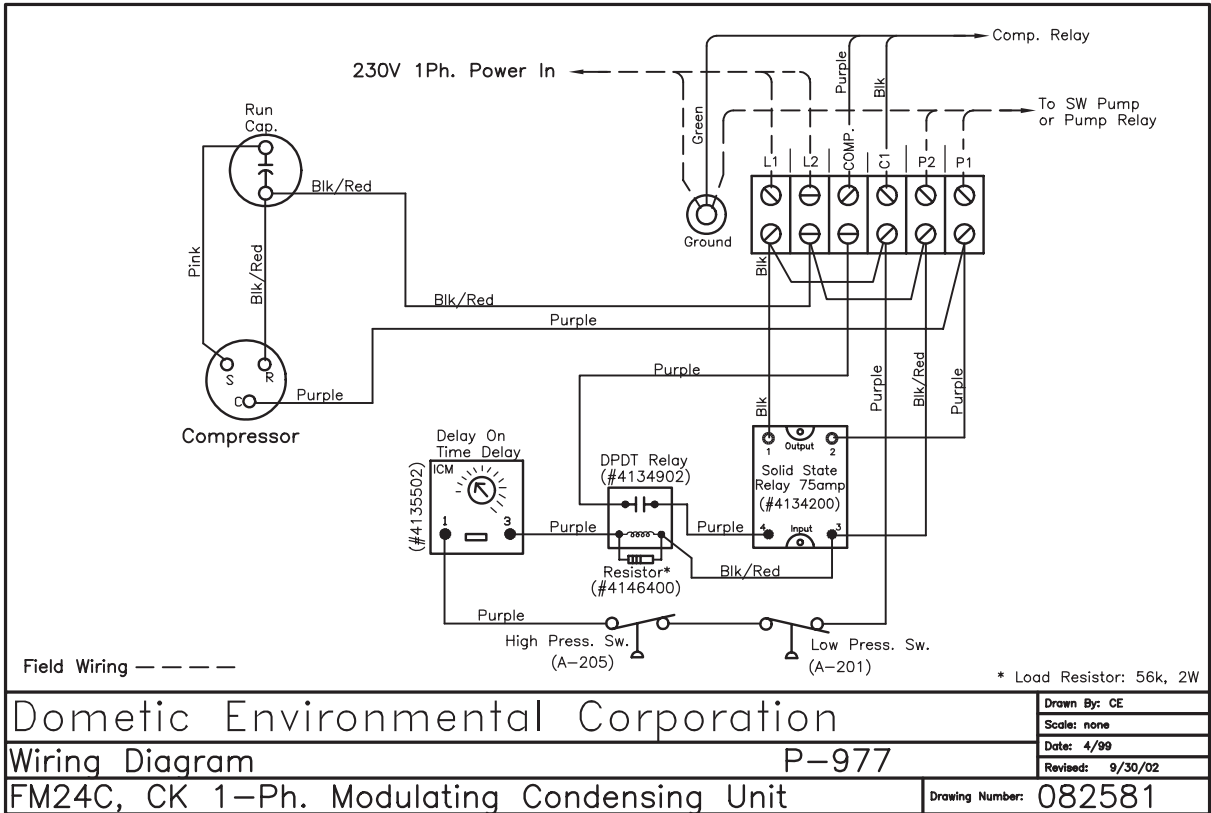 Comp. Relay
230V 1Ph. Power In
Purple
Blk
To SW Pump
or Pump Relay
Green
Run
Cap.
L1
L2
COMP.
C1
P2
P1
Blk/Red
Ground
Pink
Blk/Red
Blk
Blk/Red
Purple
S
R
C
Purple
Compressor
Purple
Blk
Purple
Blk/Red
Purple
Delay On
Time Delay
(#4135502)
ICM
1
3
DPDT Relay
(#4134902)
1
Output
2
Solid State
Relay 75amp
(#4134200)
Purple
Purple
4
Input
3
Resistor*
(#4146400)
Blk/Red
Purple
High Press. Sw.
(A-205)
Low Press. Sw.
(A-201)
Field Wiring
* Load Resistor: 56k, 2W
Dometic Environmental Corporation
Drawn By: CE
Scale: none
Wiring Diagram P-977
Date: 4/99
Revised: 9/30/02
FM24C, CK 1-Ph. Modulating Condensing Unit
Drawing Number: 082581